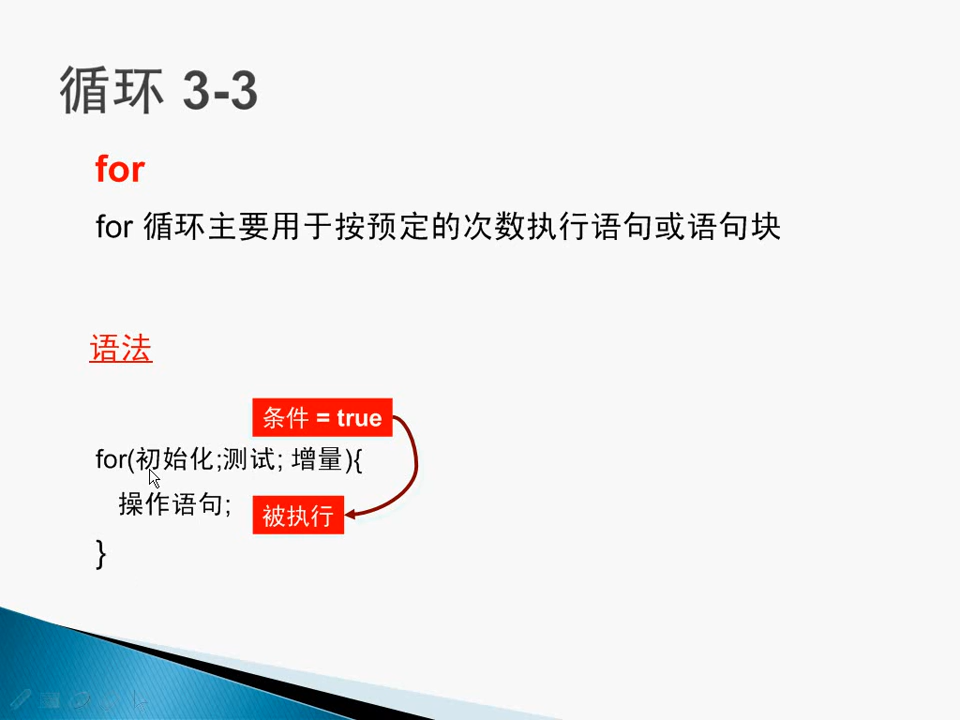 循环 3-3
for
for 循环主要用于按预定的次数执行语句或语句块
语法
条件 = true
for(初始化;测试; 增量){
操作语句;
被执行
}